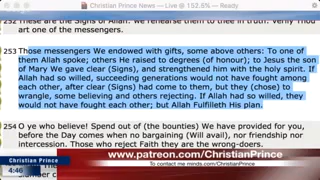 Christian Prince News — Live @ 152.6% — Ready
These are the Signs of Allah. We rehearse them to thee in truth. Verily Thou
art one of the messengers.
253 Those messengers We endowed with gifts, some above others: To one of
them Allah spoke; others He raised to degrees (of honour); to Jesus the son
of Mary We gave clear (Signs), and strengthened him with the holy spirit. If
Allah had so willed, succeeding generations would not have fought among
each other, after clear (Signs) had come to them, but they (chose) to
wrangle, some believing and others rejecting. If Allah had so willed, they
would not have fought each other; but Allah Fulfilleth His plan.
254 O ye who believe! Spend out of (the bounties) We have provided for you,
before the Day comes when no bargaining (Will avail), nor friendship nor
intercession. Those who reject Faith they are the wrong-doers.
Christian Prince
4:46
www.patreon.com/ChristianPrince
To contact me minds.com/ChristianPrince